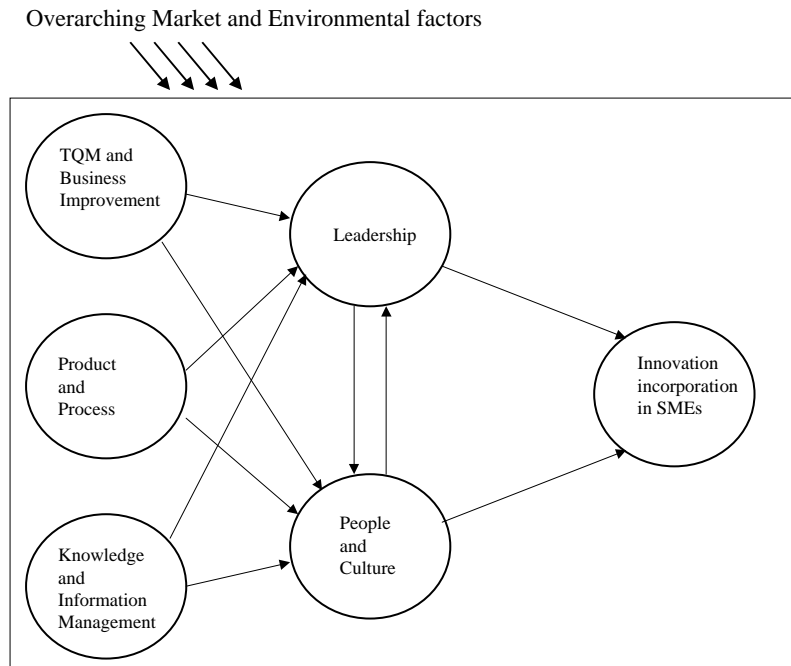 Overarching Market and Environmental factors
TQM and
Business
Improvement
Leadership
Product
and
Process
Innovation
incorporation
in SMEs
People
and
Culture
Knowledge
and
Information
Management